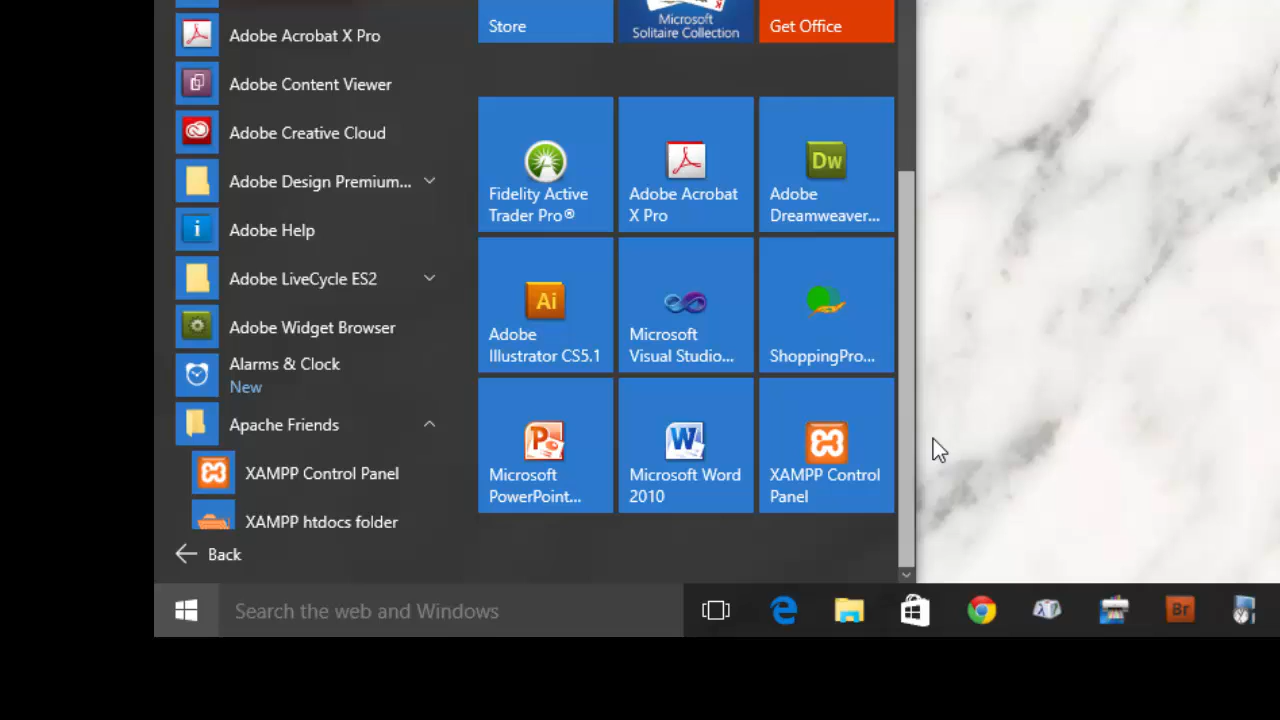 Adobe Acrobat X Pro
Adobe Content Viewer
Adobe Creative Cloud
Adobe Design Premium...
Adobe Help
Adobe LiveCycle ES2
Adobe Widget Browser
Alarms & Clock
New
Apache Friends
XAMPP Control Panel
XAMPP htdocs folder
Back
Store
Microsoft
Solitaire Collection
Get Office
Fidelity Active
Trader Pro®
Adobe Acrobat
X Pro
Dw
Adobe
Dreamweaver...
Ai
Adobe
Illustrator CS5.1
Microsoft
Visual Studio...
ShoppingPro...
P
Microsoft
PowerPoint...
W
Microsoft Word
2010
XAMPP Control
Panel
Search the web and Windows
Br